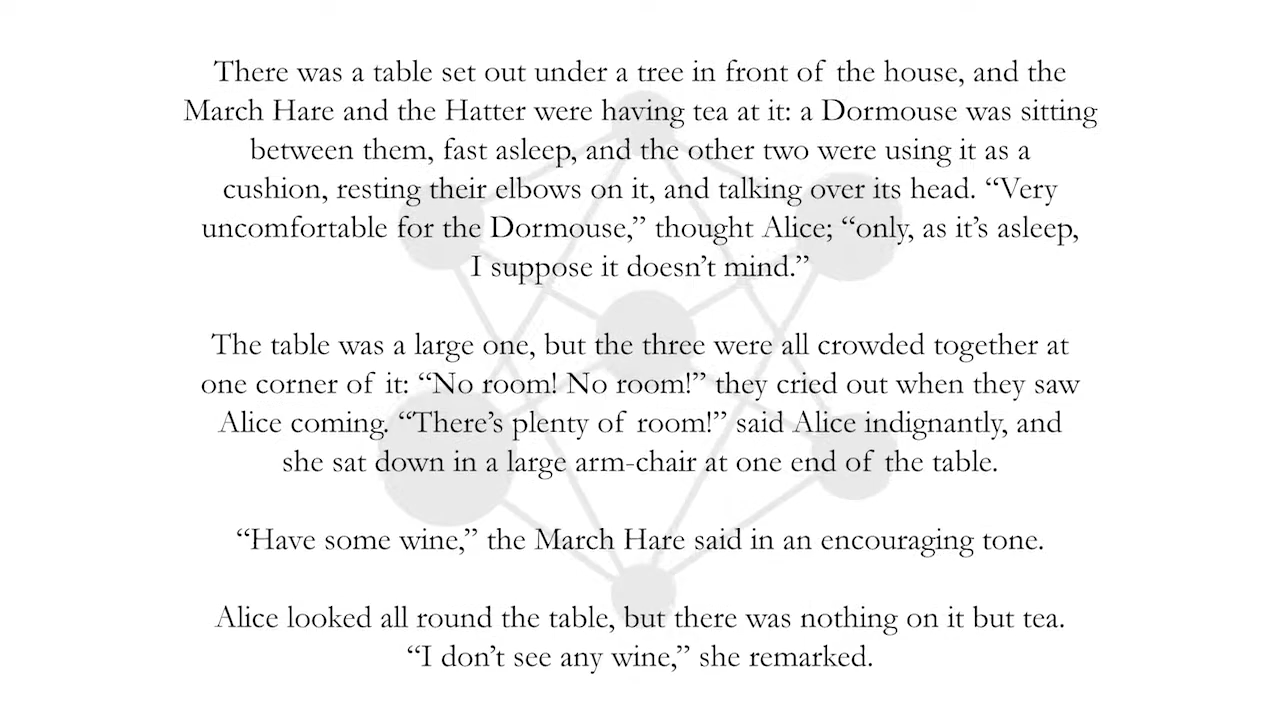 There was a table set out under a tree in front of the house, and the
March Hare and the Hatter were having tea at it: a Dormouse was sitting
between them, fast asleep, and the other two were using it as a
cushion, resting their elbows on it, and talking over its head. “Very
uncomfortable for the Dormouse,” thought Alice; “only, as it’s asleep,
I suppose it doesn’t mind.”
The table was a large one, but the three were all crowded together at
one corner of it: “No room! No room!” they cried out when they saw
Alice coming. “There’s plenty of room!” said Alice indignantly, and
she sat down in a large arm-chair at one end of the table.
“Have some wine,” the March Hare said in an encouraging tone.
Alice looked all round the table, but there was nothing on it but tea.
“I don’t see any wine,” she remarked.